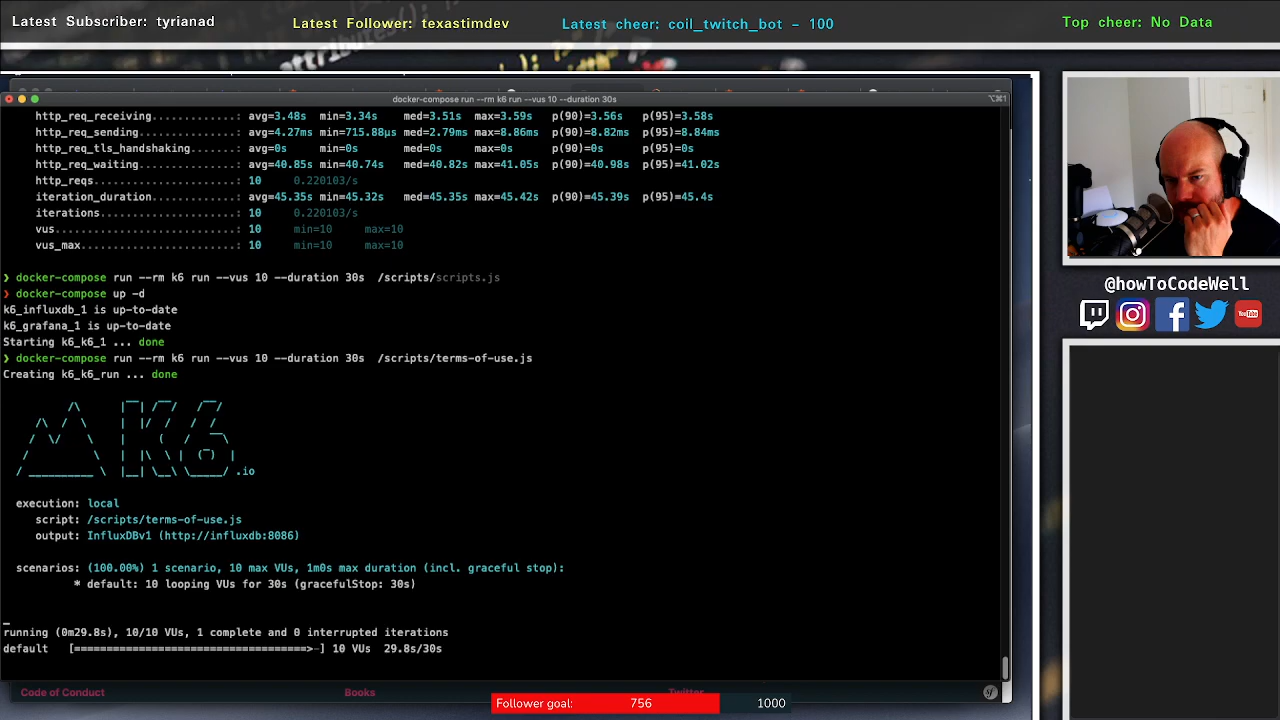 Latest Subscriber: tyrianad
Latest Follower: texastimdev
Latest cheer: coil_twitch_bot - 100
Top cheer: No Data
attributes();
docker-compose run --rm k6 run --vus 10 --duration 30s
⌥⌘1
http_req_receiving..............: avg=3.48s min=3.34s med=3.51s max=3.59s p(90)=3.56s p(95)=3.58s
http_req_sending................: avg=4.27ms min=715.88µs med=2.79ms max=8.86ms p(90)=8.82ms p(95)=8.84ms
http_req_tls_handshaking........: avg=0s min=0s med=0s max=0s p(90)=0s p(95)=0s
http_req_waiting................: avg=40.85s min=40.74s med=40.82s max=41.05s p(90)=40.98s p(95)=41.02s
http_reqs.......................: 10 0.220103/s
iteration_duration..............: avg=45.35s min=45.32s med=45.35s max=45.42s p(90)=45.39s p(95)=45.4s
iterations......................: 10 0.220103/s
vus.............................: 10 min=10 max=10
vus_max.........................: 10 min=10 max=10
❯ docker-compose run --rm k6 run --vus 10 --duration 30s /scripts/scripts.js
❯ docker-compose up -d
k6_influxdb_1 is up-to-date
k6_grafana_1 is up-to-date
Starting k6_k6_1 ... done
❯ docker-compose run --rm k6 run --vus 10 --duration 30s /scripts/terms-of-use.js
Creating k6_k6_run ... done
K6
.io
execution: local
script: /scripts/terms-of-use.js
output: InfluxDBv1 (http://influxdb:8086)
scenarios: (100.00%) 1 scenario, 10 max VUs, 1m0s max duration (incl. graceful stop):
* default: 10 looping VUs for 30s (gracefulStop: 30s)
running (0m29.8s), 10/10 VUs, 1 complete and 0 interrupted iterations
default [====================================>-] 10 VUs 29.8s/30s
@howToCodeWell
You Tube
Code of Conduct
Books
Twitter
Follower goal: 756 1000